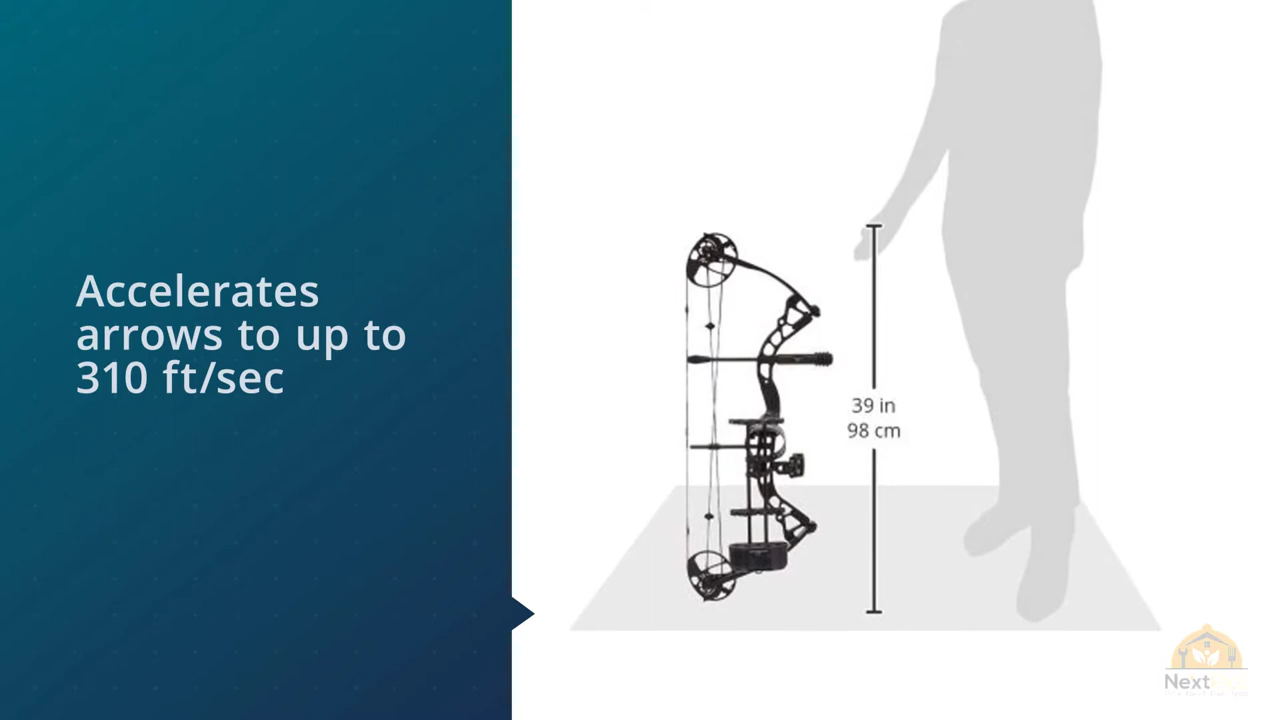 Accelerates
arrows to up to
310 ft/sec
39 in
98 cm
Next